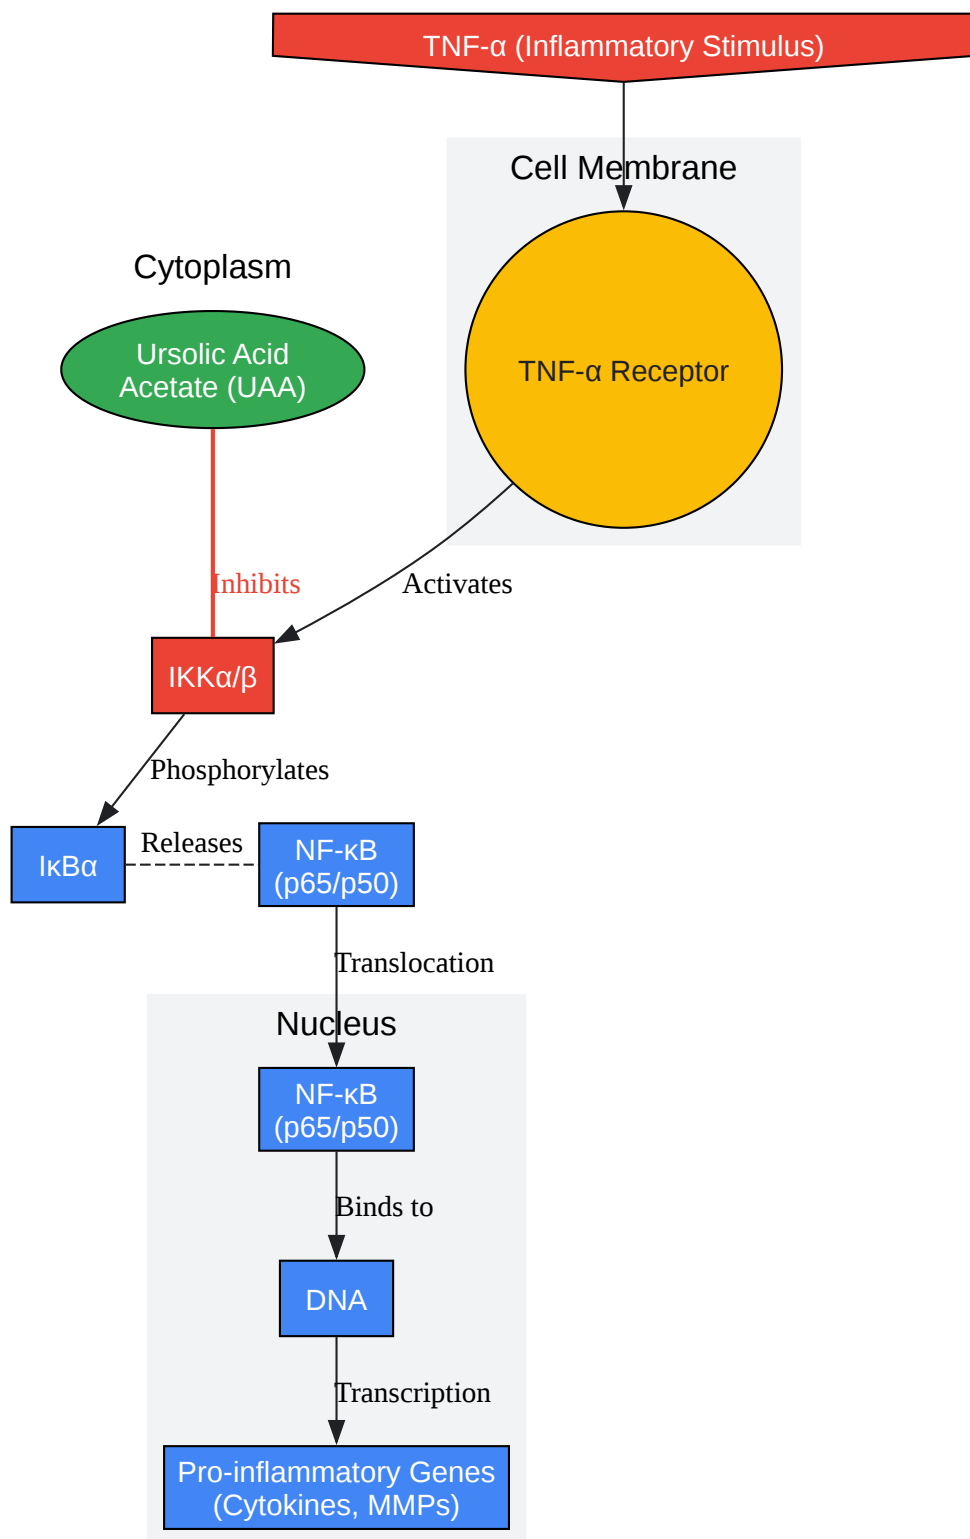 TNF-α (Inflammatory Stimulus)
Cell Membrane
TNF-α Receptor
Cytoplasm
Ursolic Acid
Acetate (UAA)
Inhibits
Activates
IKKα/β
Phosphorylates
IκBα
Releases
NF-κB
(p65/p50)
Translocation
Nucleus
NF-κB
(p65/p50)
Binds to
DNA
Transcription
Pro-inflammatory Genes
(Cytokines, MMPs)